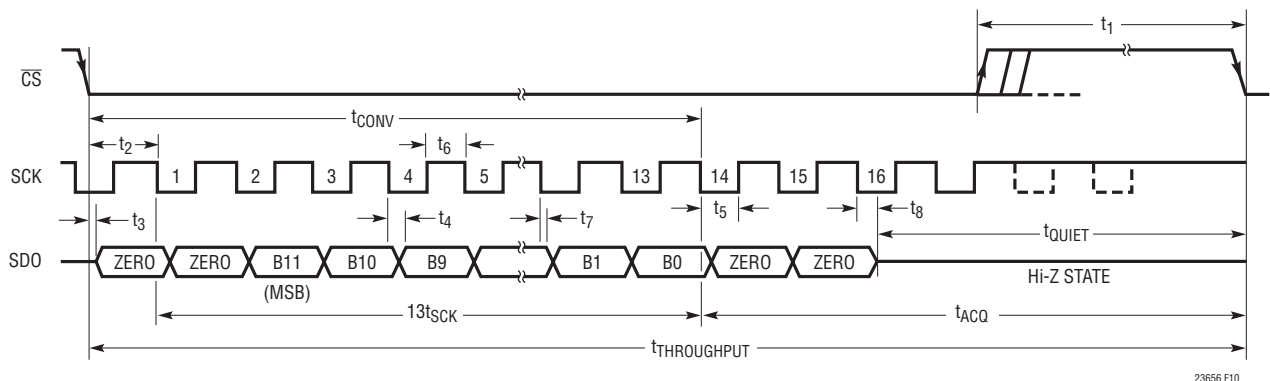 t1
CS
tCONV
t2
t6
SCK
1
2
3
4
5
13
14
15
16
t3
t4
t7
t5
t8
tQUIET
SDO
ZERO
ZERO
B11
B10
B9
B1
B0
ZERO
ZERO
Hi-Z STATE
(MSB)
13tSCK
tACQ
tTHROUGHPUT
23656 F10